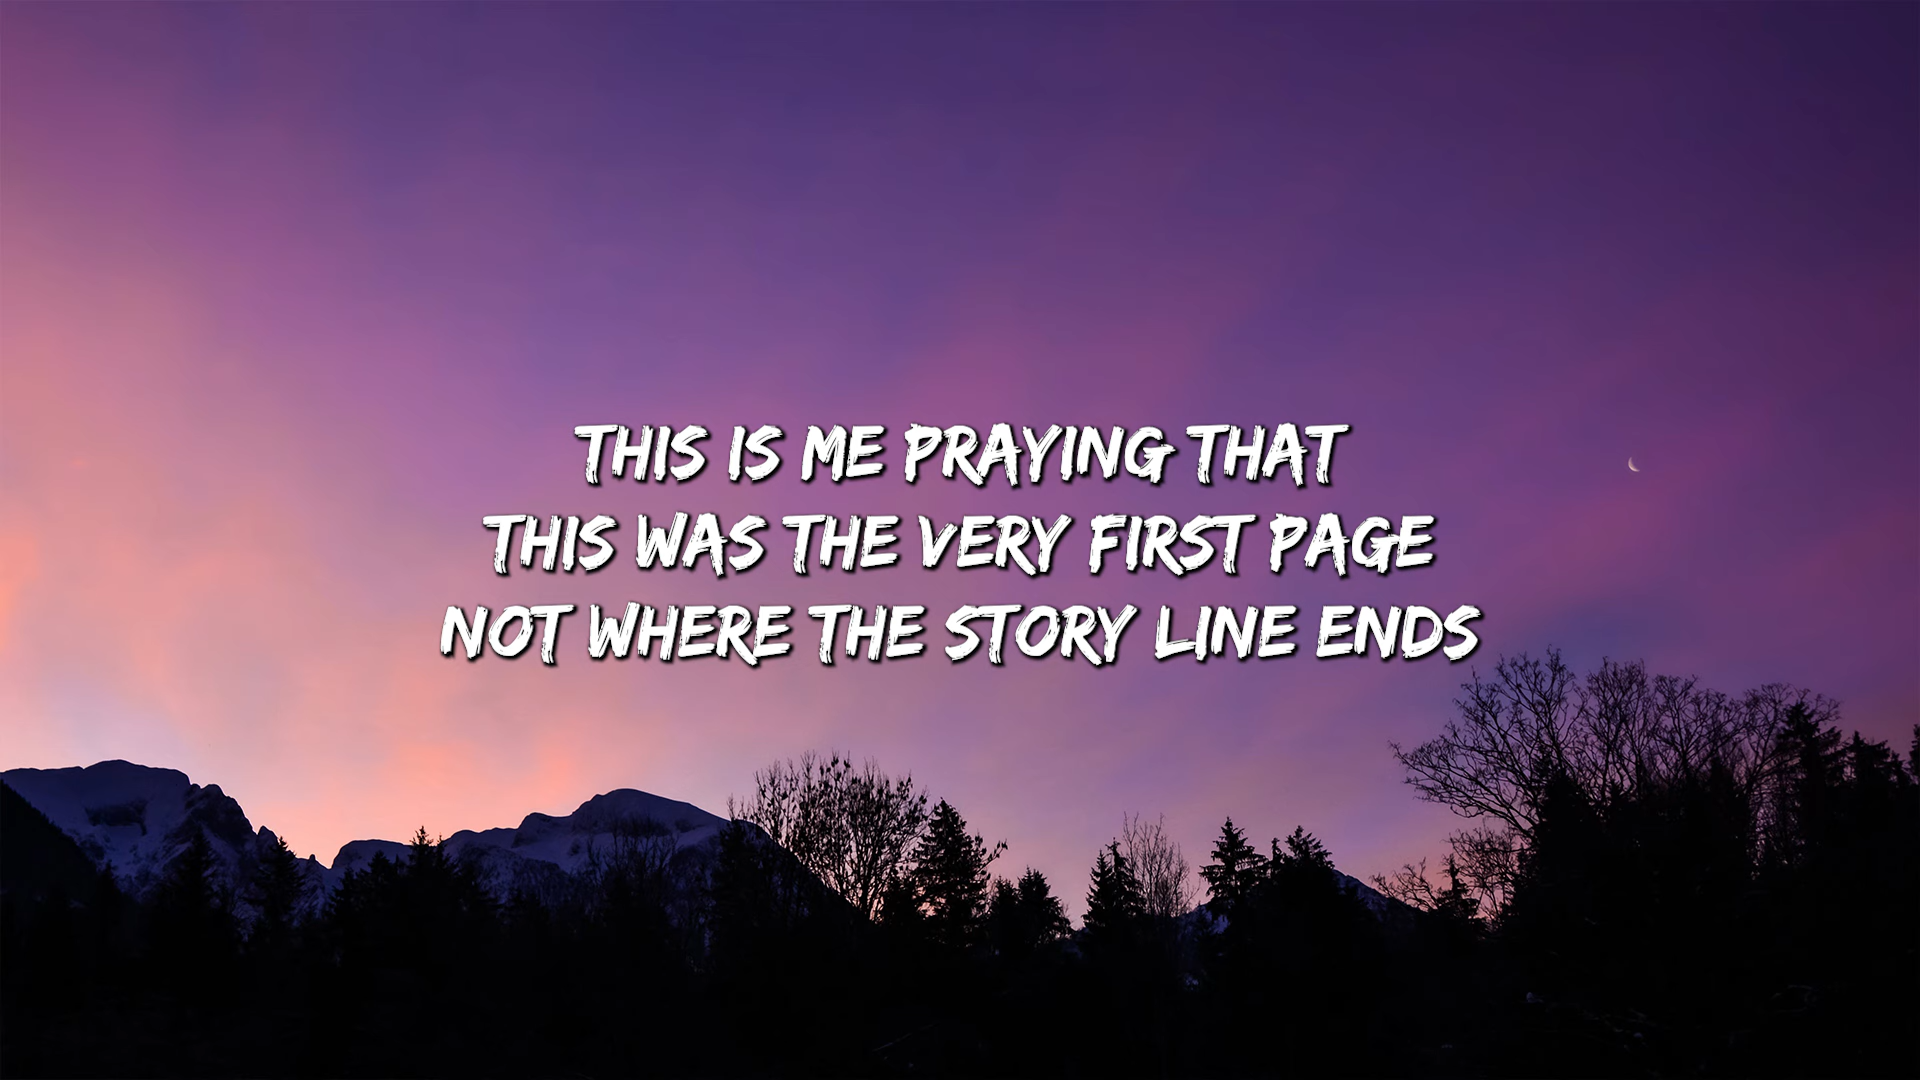 THIS IS ME PRAYING THAT
THIS WAS THE VERY FIRST PAGE
NOT WHERE THE STORY LINE ENDS